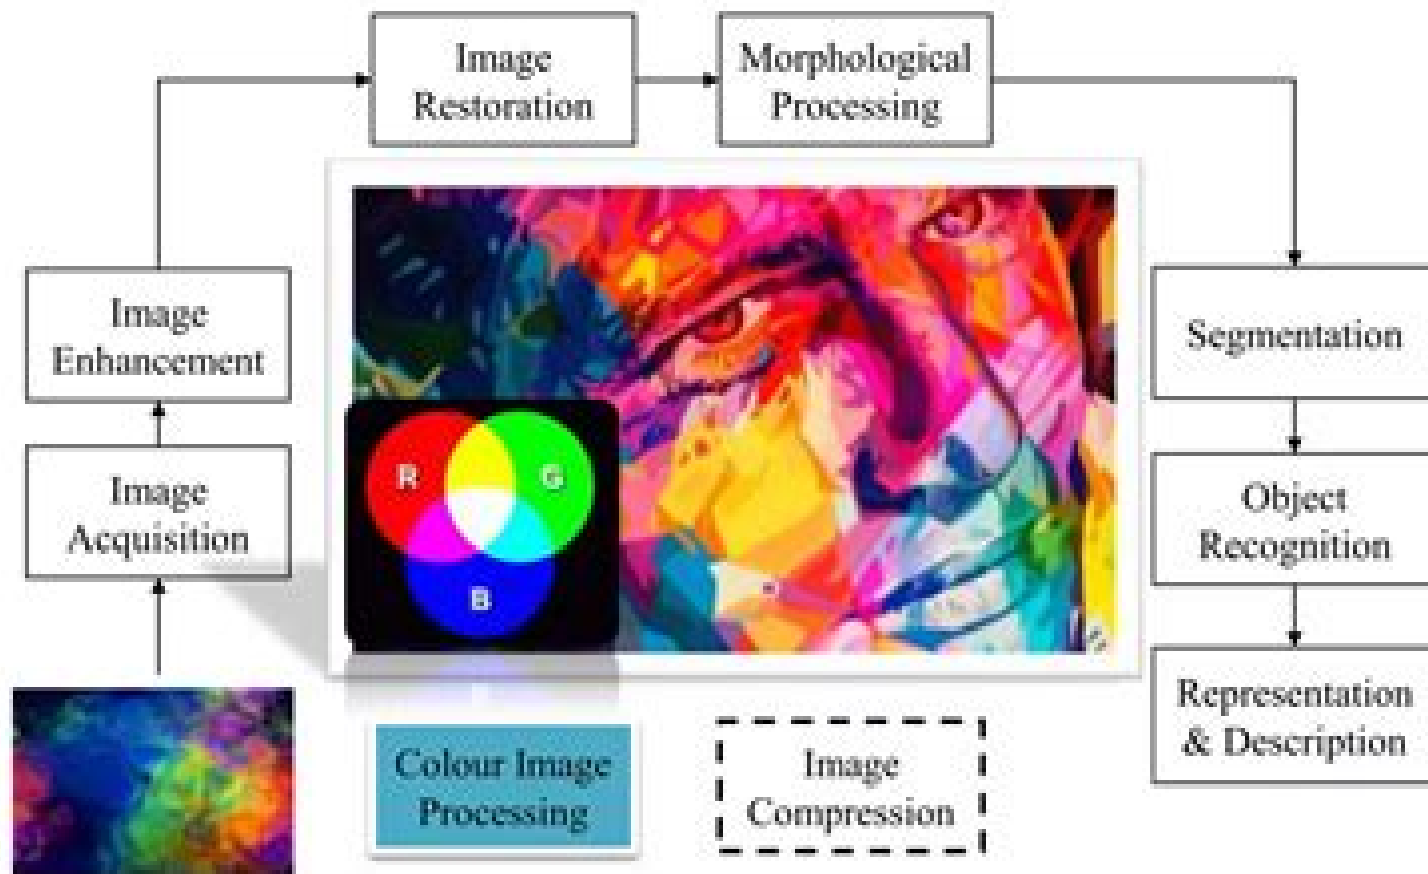 Image
Restoration
Morphological
Processing
Image
Enhancement
Segmentation
Image
Acquisition
R
G
B
Object
Recognition
Representation
& Description
Colour Image
Processing
Image
Compression